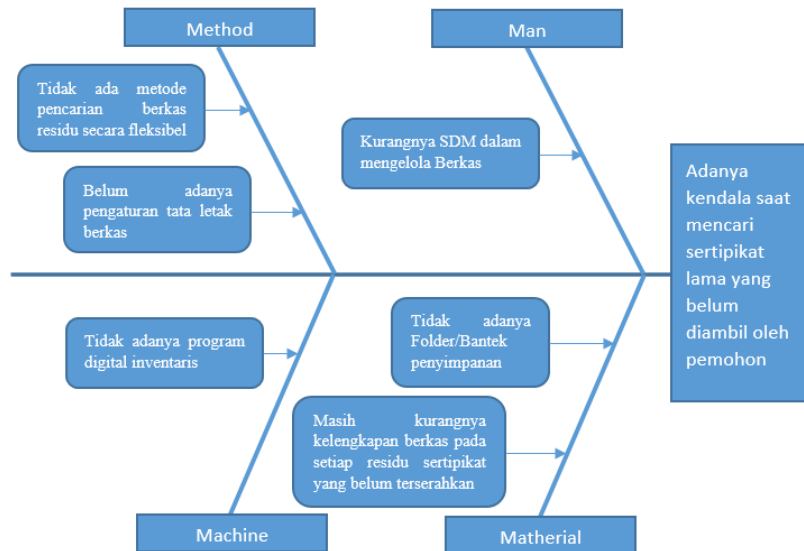 Method
Man
Tidak ada metode
pencarian berkas
residu secara fleksibel
Kurangnya SDM dalam
mengelola Berkas
Belum adanya
pengaturan tata letak
berkas
Adanya
kendala saat
mencari
sertipikat
lama yang
belum
diambil oleh
pemohon
Tidak adanya program
digital inventaris
Tidak adanya
Folder/Bantek
penyimpanan
Masih kurangnya
kelengkapan berkas pada
setiap residu sertipikat
yang belum terserahkan
Machine
Matherial